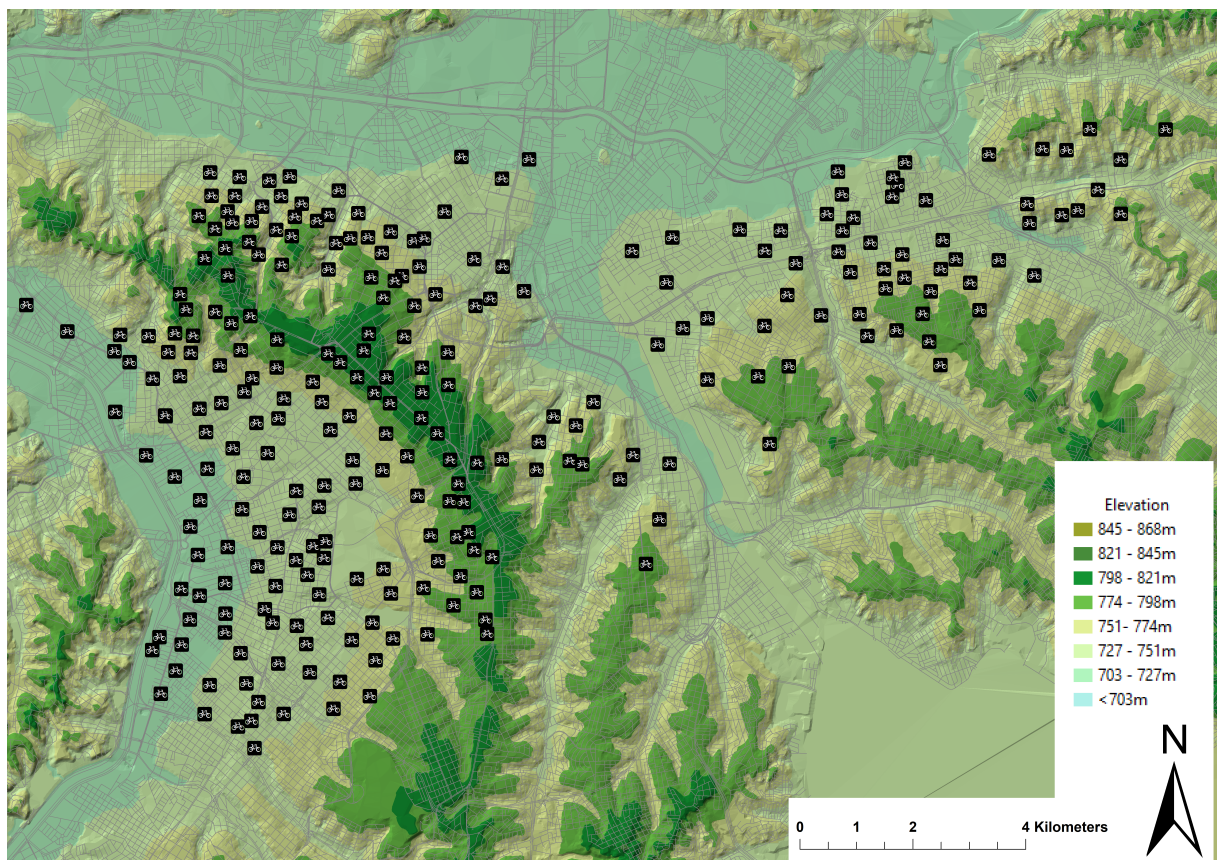 Elevation
845 - 868m
821 - 845m
798 - 821m
774 - 798m
751- 774m
727 - 751m
703 - 727m
<703m
N
0 1 2 4 Kilometers